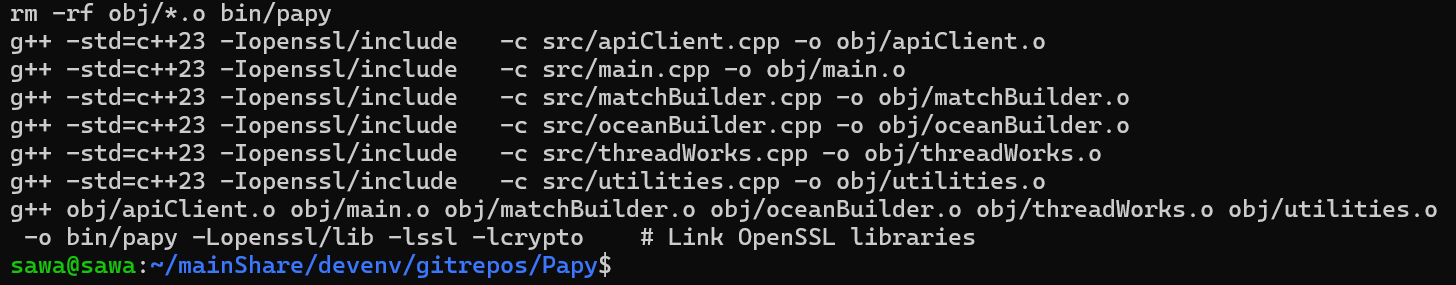 rm -rf obj/*.o bin/papy
g++ -std=c++23 -Iopenssl/include   -c src/apiClient.cpp -o obj/apiClient.o
g++ -std=c++23 -Iopenssl/include   -c src/main.cpp -o obj/main.o
g++ -std=c++23 -Iopenssl/include   -c src/matchBuilder.cpp -o obj/matchBuilder.o
g++ -std=c++23 -Iopenssl/include   -c src/oceanBuilder.cpp -o obj/oceanBuilder.o
g++ -std=c++23 -Iopenssl/include   -c src/threadWorks.cpp -o obj/threadWorks.o
g++ -std=c++23 -Iopenssl/include   -c src/utilities.cpp -o obj/utilities.o
g++ obj/apiClient.o obj/main.o obj/matchBuilder.o obj/oceanBuilder.o obj/threadWorks.o obj/utilities.o
 -o bin/papy -Lopenssl/lib -lssl -lcrypto    # Link OpenSSL libraries
sawa@sawa:~/mainShare/devenv/gitrepos/Papy$